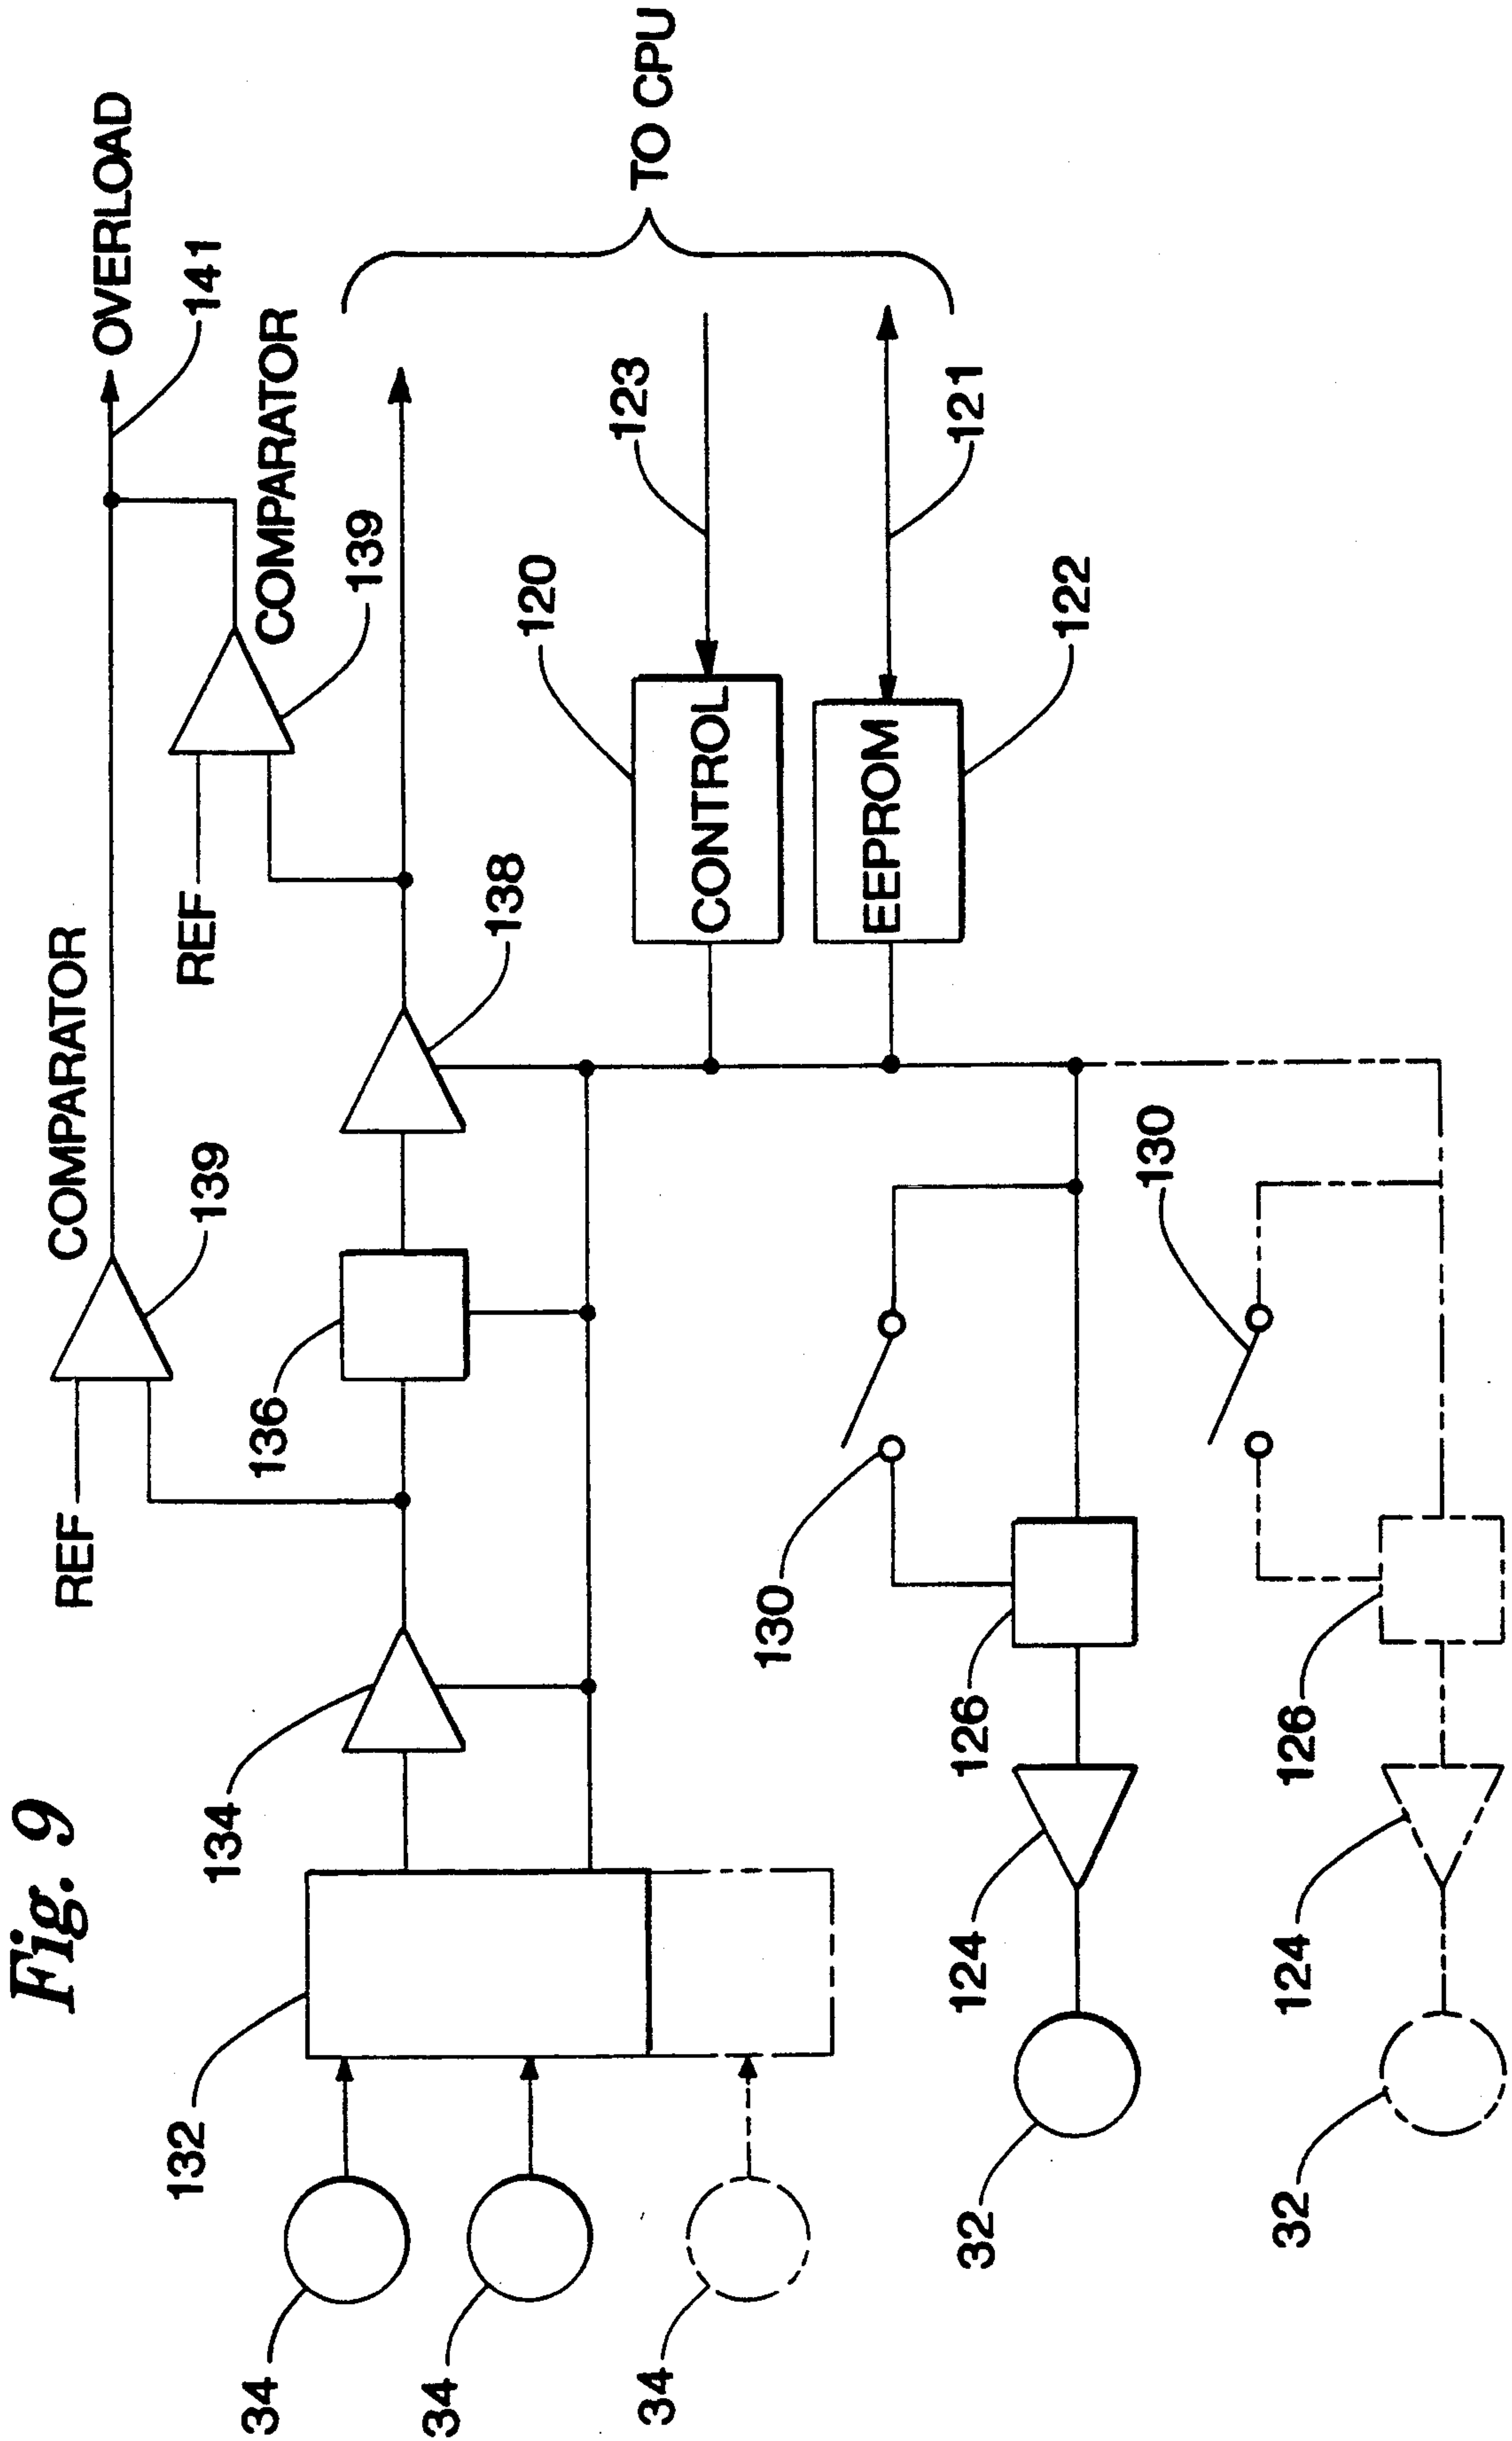 Fig. 9
COMPARATOR
OVERLOAD
141
REF
139
COMPARATOR
REF
139
134
136
138
132
34
34
34
TO CPU
120
123
CONTROL
EEPROM
121
122
130
126
124
32
130
126
124
32